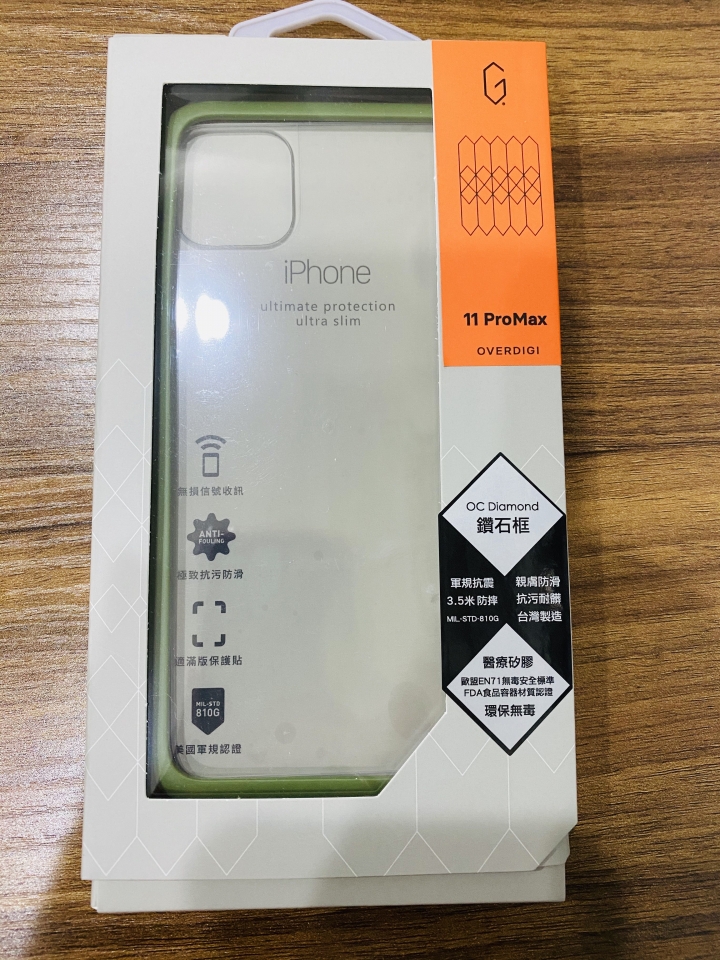 iPhone
ultimate protection
ultra slim
無損信號收訊
ANTI-
FOULING
極致抗污防滑
適滿版保護貼
MIL-STD
810G
美國軍規認證
G
11 ProMax
OVERDIGI
OC Diamond
鑽石框
軍規抗震 親膚防滑
3.5米防摔 抗污耐髒
MIL-STD-810G 台灣製造
醫療矽膠
歐盟EN71無毒安全標準
FDA食品容器材質認證
環保無毒